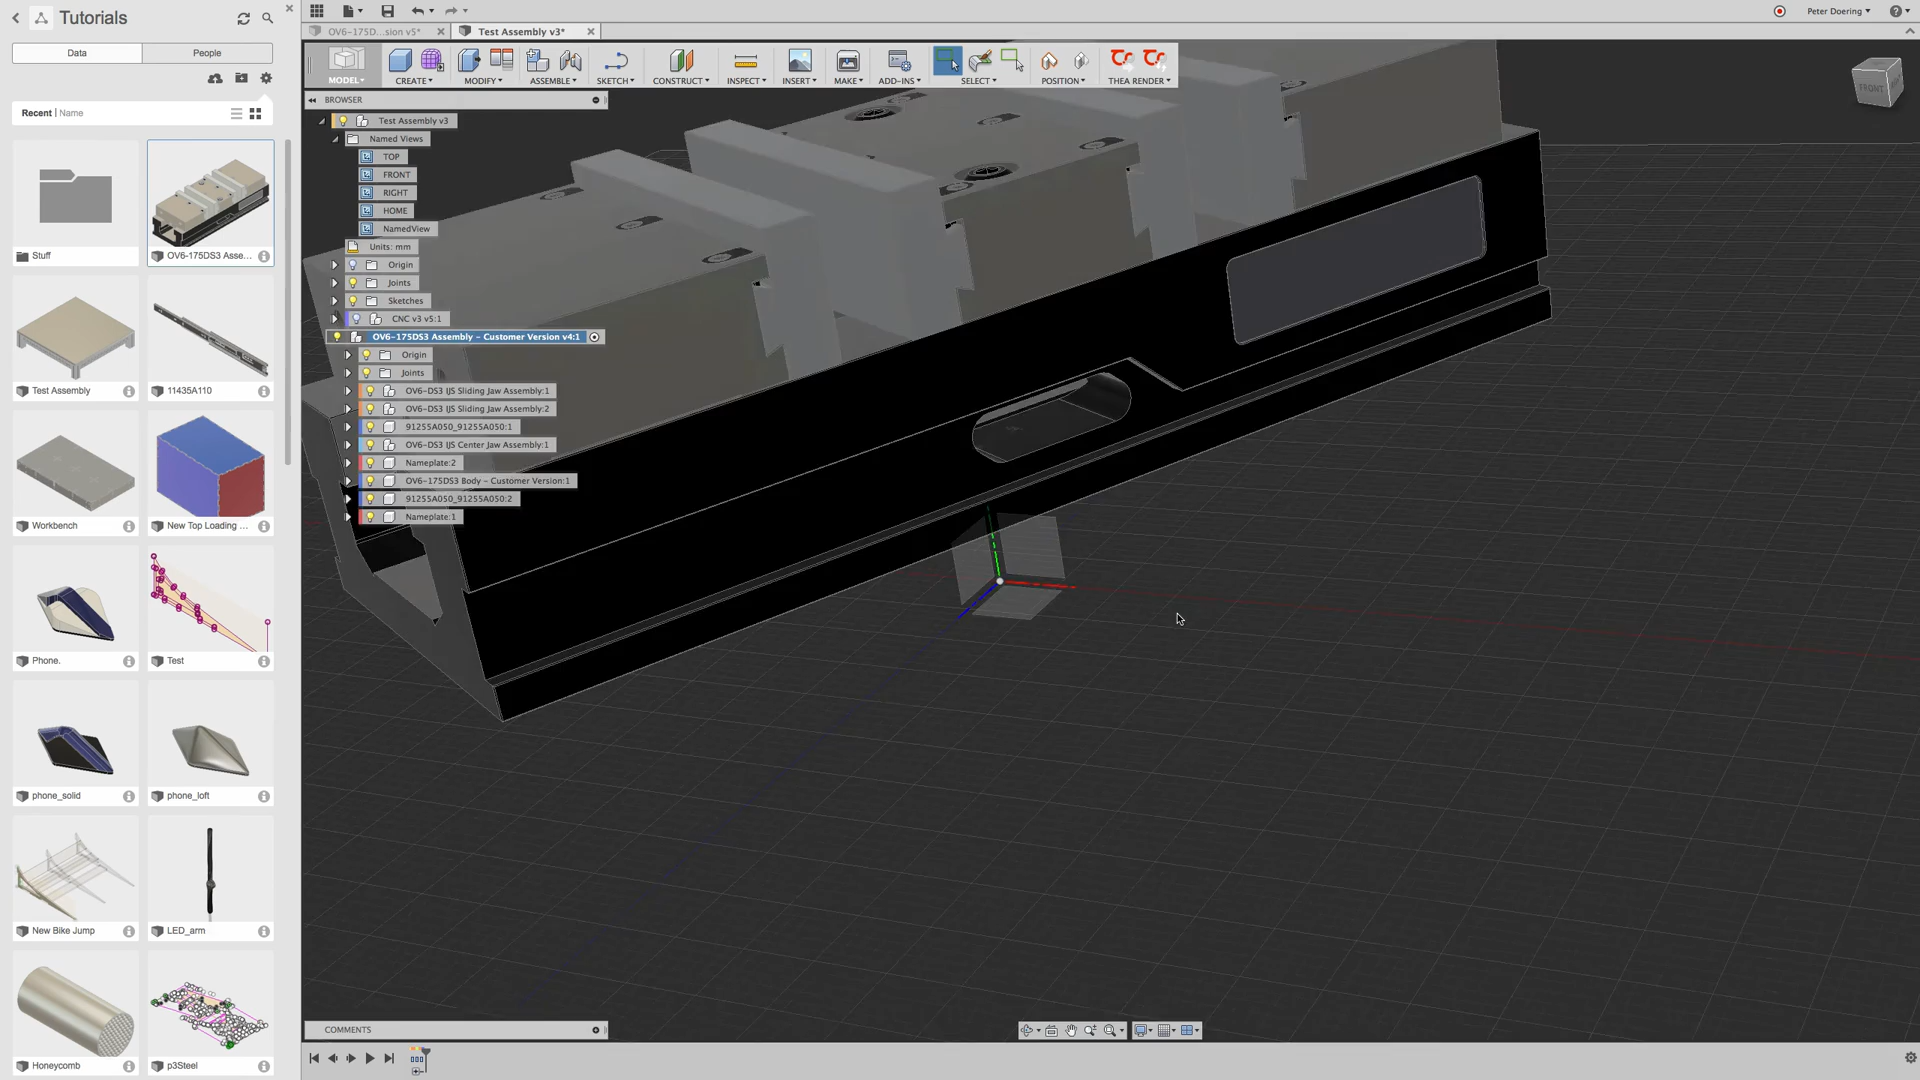 Tutorials
Data
People
Recent | Name
Stuff
OV6-175DS3 Asse...
Test Assembly
11435A110
Workbench
New Top Loading ...
Phone.
Test
phone_solid
phone_loft
New Bike Jump
LED_arm
Honeycomb
p3Steel
Peter Doering
OV6-175D...sion v5*
Test Assembly v3*
MODEL
CREATE
MODIFY
ASSEMBLE
SKETCH
CONSTRUCT
INSPECT
INSERT
MAKE
ADD-INS
SELECT
POSITION
THEA RENDER
FRONT
BROWSER
Test Assembly v3
Named Views
TOP
FRONT
RIGHT
HOME
NamedView
Units: mm
Origin
Joints
Sketches
CNC v3 v5:1
OV6-175DS3 Assembly - Customer Version v4:1
Origin
Joints
OV6-DS3 IJS Sliding Jaw Assembly:1
OV6-DS3 IJS Sliding Jaw Assembly:2
91255A050_91255A050:1
OV6-DS3 IJS Center Jaw Assembly:1
Nameplate:2
OV6-175DS3 Body - Customer Version:1
91255A050_91255A050:2
Nameplate:1
COMMENTS